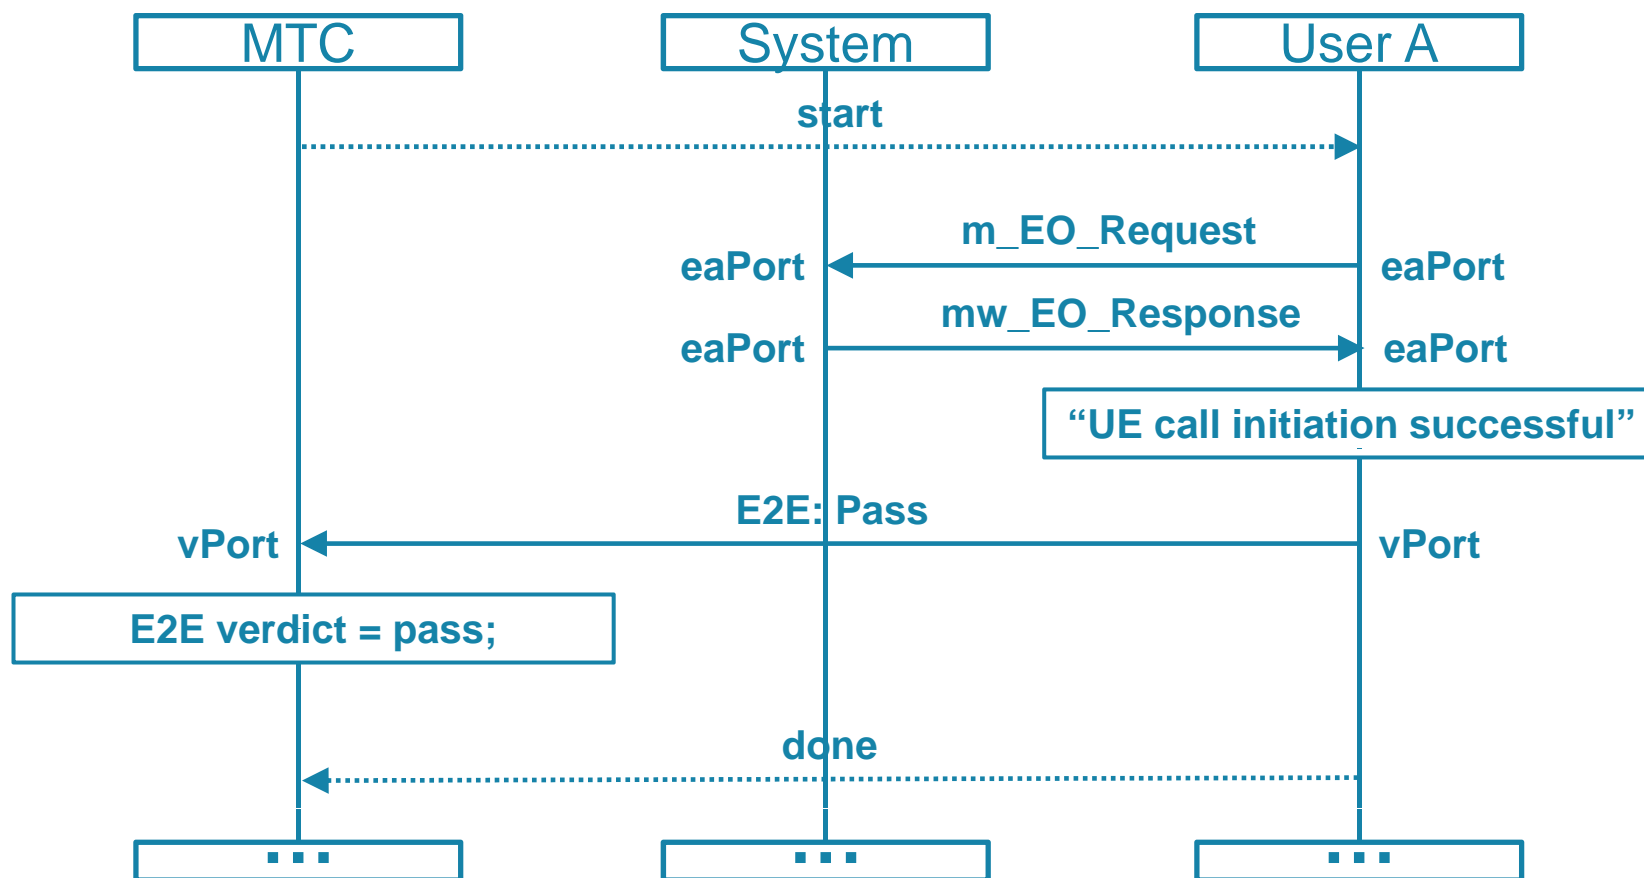 MTC
System
User A
start
m_EO_Request
eaPort
eaPort
mw_EO_Response
eaPort
eaPort
“UE call initiation successful”
E2E: Pass
vPort
vPort
E2E verdict = pass;
done
...
...
...